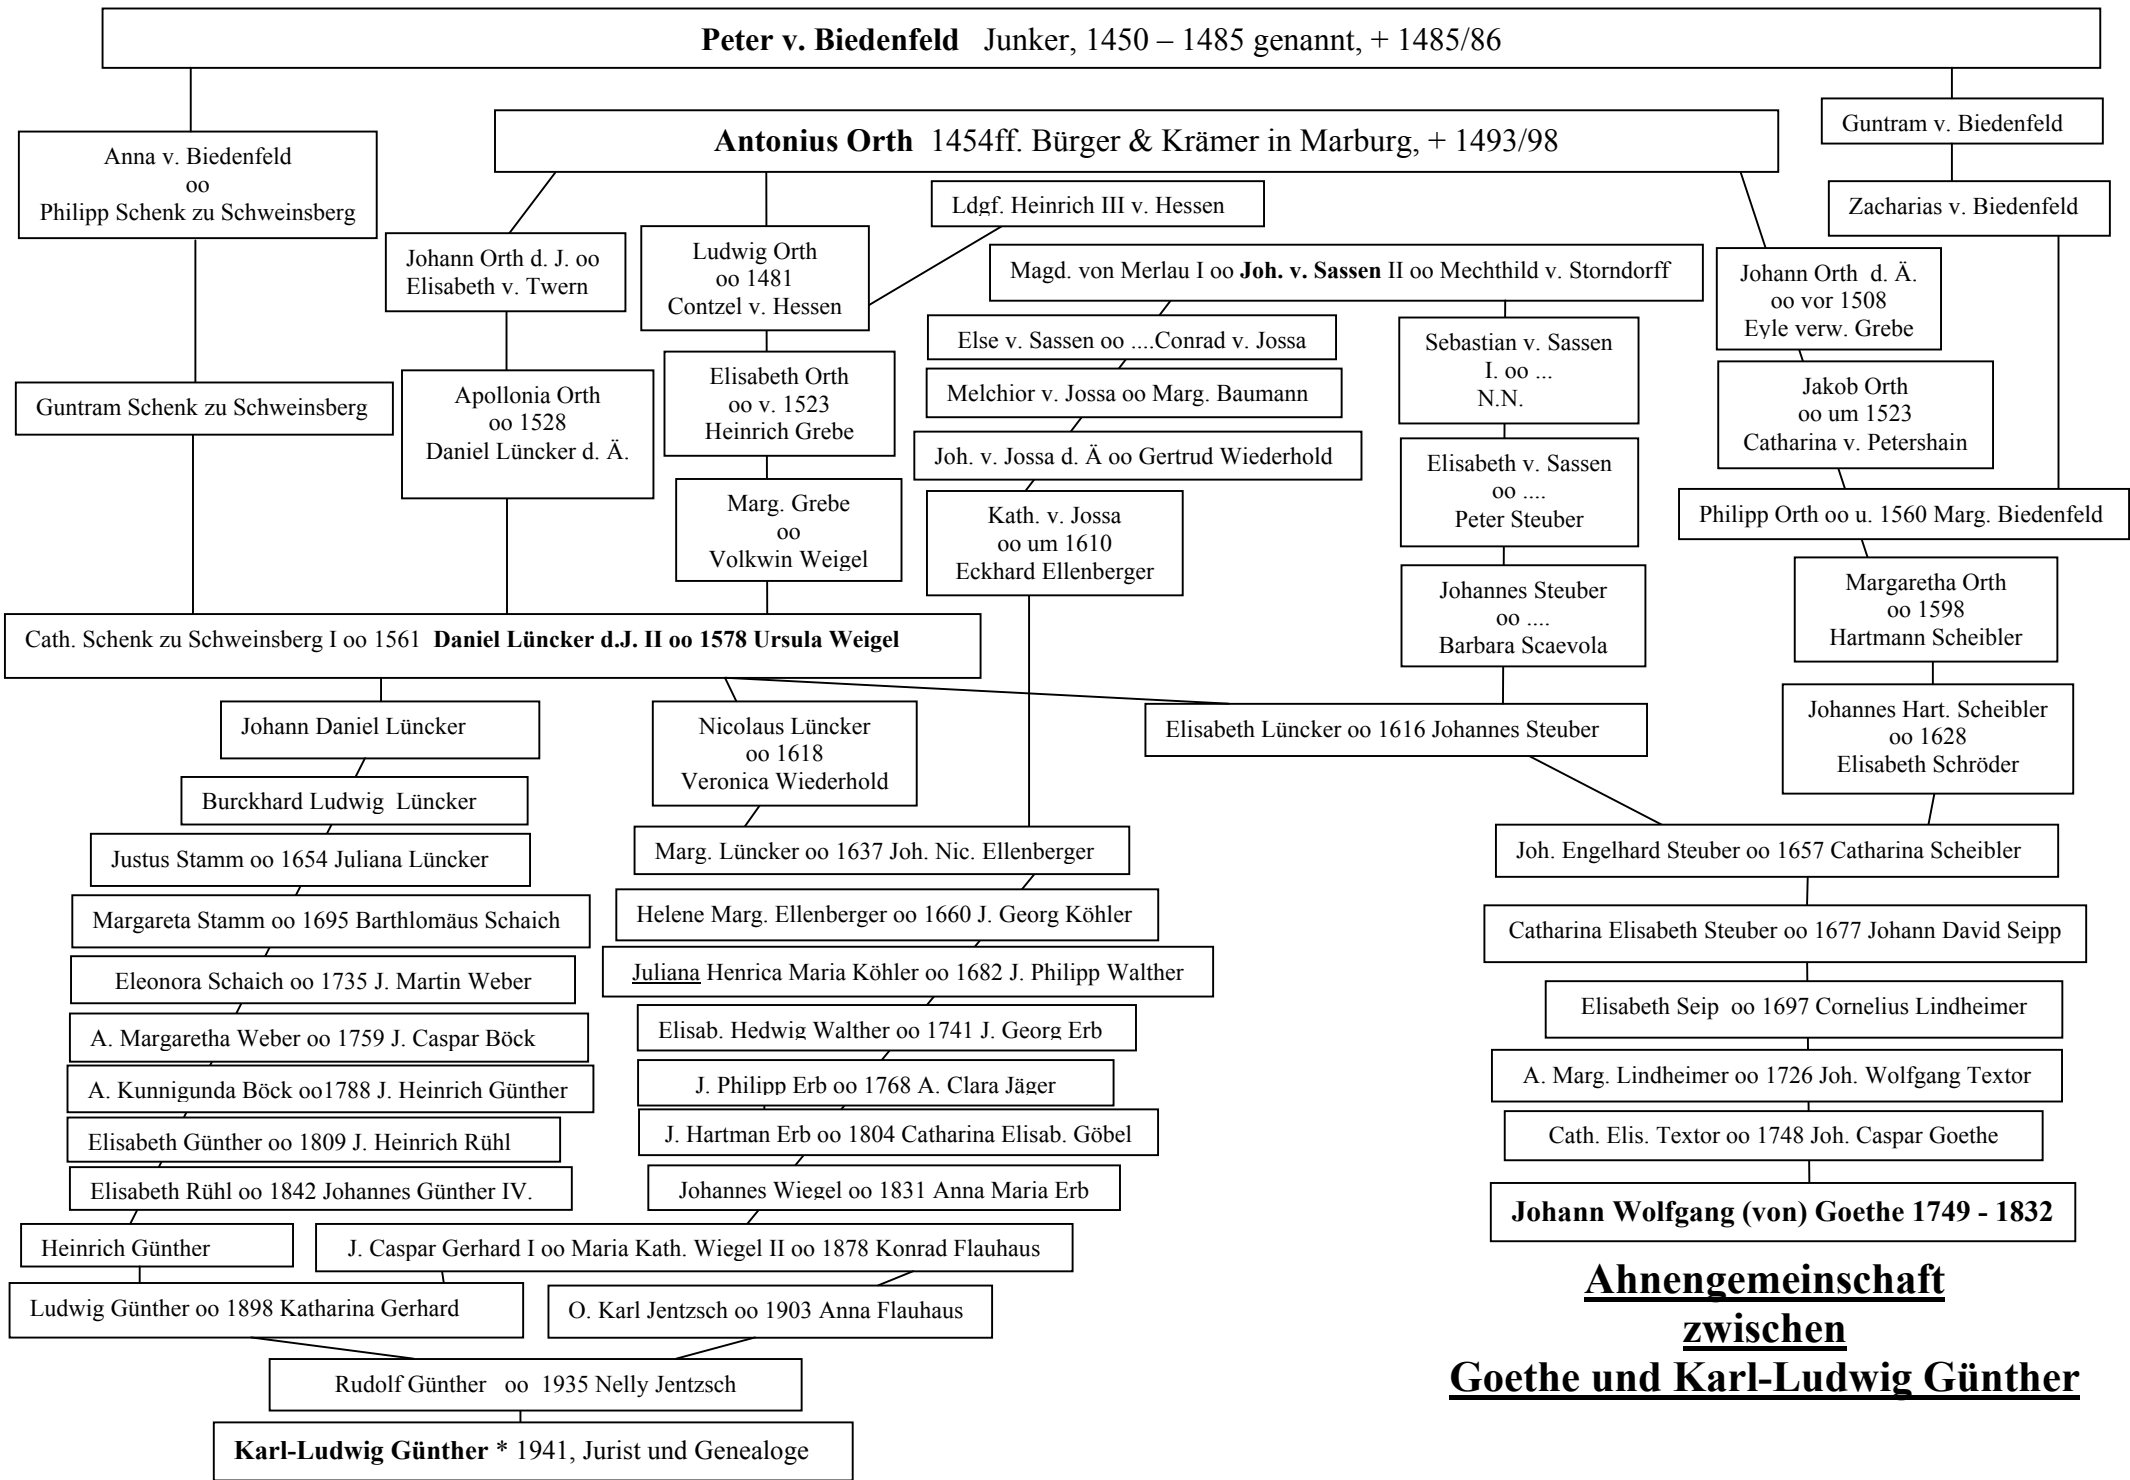 Peter v. Biedenfeld Junker, 1450 – 1485 genannt, + 1485/86
Anna v. Biedenfeld
oo
Philipp Schenk zu Schweinsberg
Antonius Orth 1454ff. Bürger & Krämer in Marburg, + 1493/98
Guntram v. Biedenfeld
Zacharias v. Biedenfeld
Ldgf. Heinrich III v. Hessen
Johann Orth d. J. oo
Elisabeth v. Twern
Ludwig Orth
oo 1481
Contzel v. Hessen
Magd. von Merlau I oo Joh. v. Sassen II oo Mechthild v. Storndorff
Johann Orth d. Ä.
oo vor 1508
Eyle verw. Grebe
Else v. Sassen oo ....Conrad v. Jossa
Sebastian v. Sassen
I. oo ...
N.N.
Guntram Schenk zu Schweinsberg
Apollonia Orth
oo 1528
Daniel Lüncker d. Ä.
Elisabeth Orth
oo v. 1523
Heinrich Grebe
Melchior v. Jossa oo Marg. Baumann
Jakob Orth
oo um 1523
Catharina v. Petershain
Joh. v. Jossa d. Ä oo Gertrud Wiederhold
Elisabeth v. Sassen
oo ....
Peter Steuber
Marg. Grebe
oo
Volkwin Weigel
Kath. v. Jossa
oo um 1610
Eckhard Ellenberger
Philipp Orth oo u. 1560 Marg. Biedenfeld
Johannes Steuber
oo ....
Barbara Scaevola
Margaretha Orth
oo 1598
Hartmann Scheibler
Cath. Schenk zu Schweinsberg I oo 1561 Daniel Lüncker d.J. II oo 1578 Ursula Weigel
Johann Daniel Lüncker
Nicolaus Lüncker
oo 1618
Veronica Wiederhold
Elisabeth Lüncker oo 1616 Johannes Steuber
Johannes Hart. Scheibler
oo 1628
Elisabeth Schröder
Burckhard Ludwig Lüncker
Justus Stamm oo 1654 Juliana Lüncker
Marg. Lüncker oo 1637 Joh. Nic. Ellenberger
Joh. Engelhard Steuber oo 1657 Catharina Scheibler
Margareta Stamm oo 1695 Barthlomäus Schaich
Helene Marg. Ellenberger oo 1660 J. Georg Köhler
Catharina Elisabeth Steuber oo 1677 Johann David Seipp
Eleonora Schaich oo 1735 J. Martin Weber
Juliana Henrica Maria Köhler oo 1682 J. Philipp Walther
Elisabeth Seip oo 1697 Cornelius Lindheimer
A. Margaretha Weber oo 1759 J. Caspar Böck
Elisab. Hedwig Walther oo 1741 J. Georg Erb
A. Marg. Lindheimer oo 1726 Joh. Wolfgang Textor
A. Kunnigunda Böck oo1788 J. Heinrich Günther
J. Philipp Erb oo 1768 A. Clara Jäger
Cath. Elis. Textor oo 1748 Joh. Caspar Goethe
Elisabeth Günther oo 1809 J. Heinrich Rühl
J. Hartman Erb oo 1804 Catharina Elisab. Göbel
Elisabeth Rühl oo 1842 Johannes Günther IV.
Johannes Wiegel oo 1831 Anna Maria Erb
Johann Wolfgang (von) Goethe 1749 - 1832
Heinrich Günther
J. Caspar Gerhard I oo Maria Kath. Wiegel II oo 1878 Konrad Flauhaus
Ludwig Günther oo 1898 Katharina Gerhard
O. Karl Jentzsch oo 1903 Anna Flauhaus
Rudolf Günther oo 1935 Nelly Jentzsch
Karl-Ludwig Günther * 1941, Jurist und Genealoge
Ahnengemeinschaft
zwischen
Goethe und Karl-Ludwig Günther